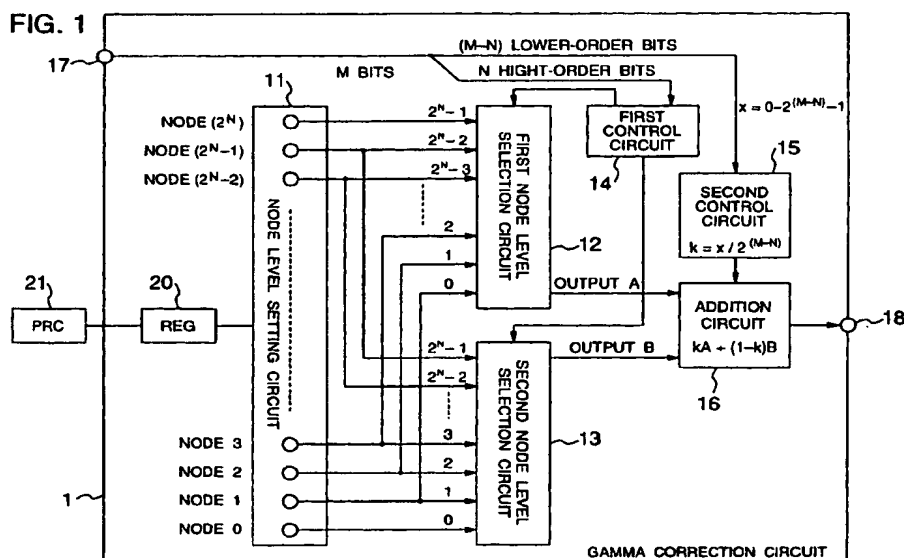 FIG. 1
17
(M–N) LOWER-ORDER BITS
M BITS
N HIGHT-ORDER BITS
x = 0–2^(M–N)–1
11
NODE (2^N)
NODE (2^N–1)
NODE (2^N–2)
NODE LEVEL SETTING CIRCUIT
NODE 3
NODE 2
NODE 1
NODE 0
2^N–1
2^N–2
2^N–3
2
1
0
FIRST NODE LEVEL
SELECTION CIRCUIT
12
FIRST
CONTROL
CIRCUIT
14
15
SECOND
CONTROL
CIRCUIT
k = x / 2^(M–N)
OUTPUT A
OUTPUT B
ADDITION
CIRCUIT
kA + (1–k)B
16
18
21
PRC
20
REG
2^N–1
2^N–2
3
2
1
0
SECOND NODE LEVEL
SELECTION CIRCUIT
13
1
GAMMA CORRECTION CIRCUIT